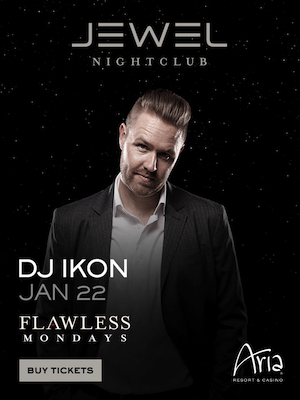 JEWEL
NIGHTCLUB
DJ IKON
JAN 22
FLAWLESS
MONDAYS
BUY TICKETS
Aria
RESORT & CASINO